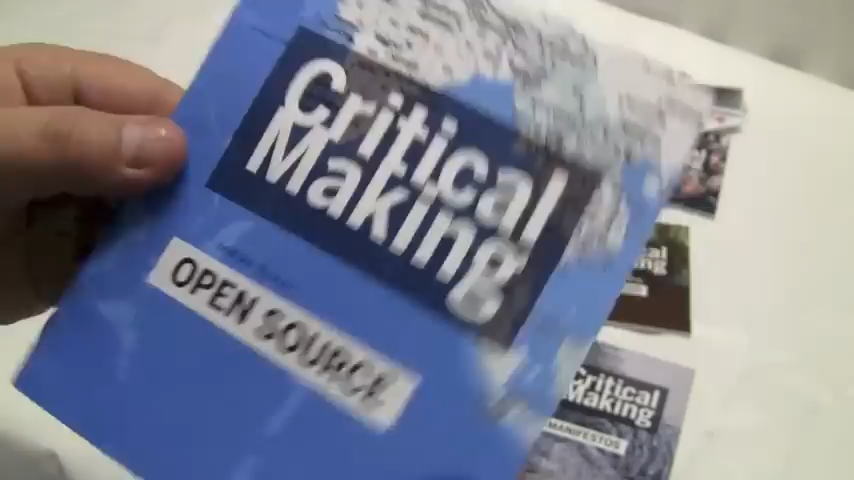 Critical
Making
OPEN SOURCE
Critical
Making
MANIFESTOS